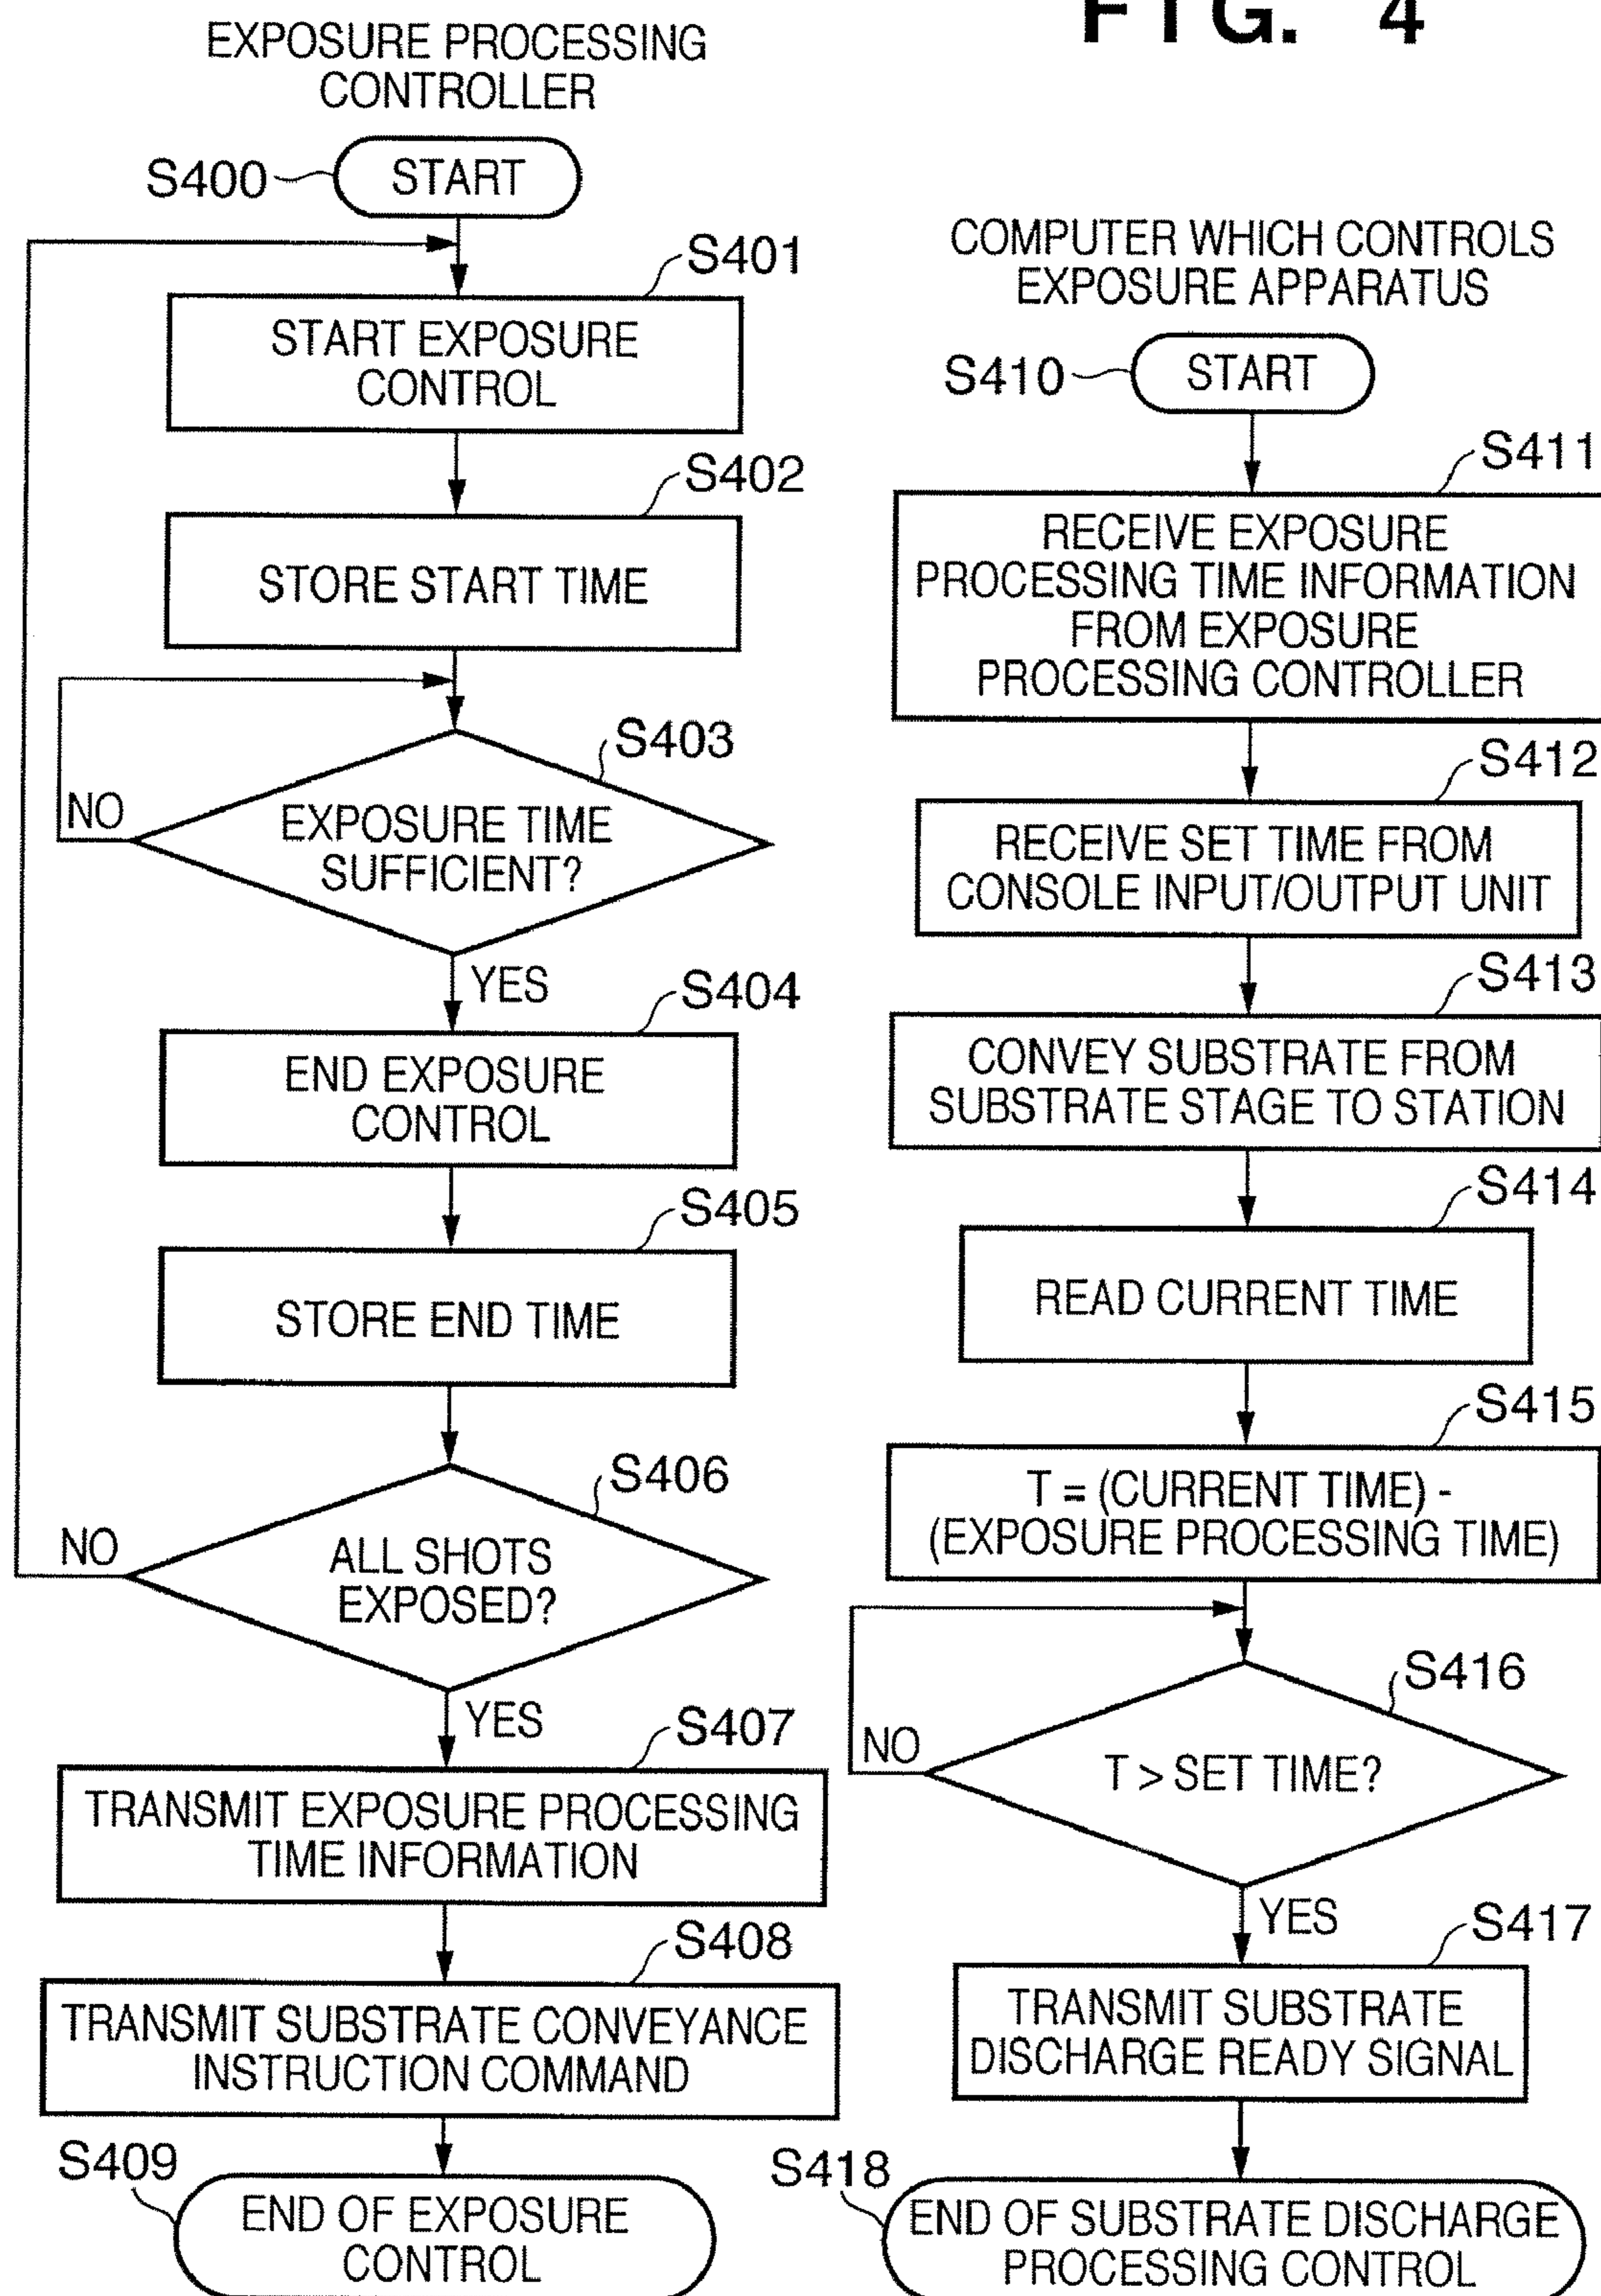 FIG. 4
EXPOSURE PROCESSING
CONTROLLER
S400
START
S401
START EXPOSURE
CONTROL
S402
STORE START TIME
S403
NO
EXPOSURE TIME
SUFFICIENT?
YES
S404
END EXPOSURE
CONTROL
S405
STORE END TIME
S406
NO
ALL SHOTS
EXPOSED?
YES
S407
TRANSMIT EXPOSURE PROCESSING
TIME INFORMATION
S408
TRANSMIT SUBSTRATE CONVEYANCE
INSTRUCTION COMMAND
S409
END OF EXPOSURE
CONTROL
COMPUTER WHICH CONTROLS
EXPOSURE APPARATUS
S410
START
S411
RECEIVE EXPOSURE
PROCESSING TIME INFORMATION
FROM EXPOSURE
PROCESSING CONTROLLER
S412
RECEIVE SET TIME FROM
CONSOLE INPUT/OUTPUT UNIT
S413
CONVEY SUBSTRATE FROM
SUBSTRATE STAGE TO STATION
S414
READ CURRENT TIME
S415
T = (CURRENT TIME) -
(EXPOSURE PROCESSING TIME)
S416
NO
T > SET TIME?
YES
S417
TRANSMIT SUBSTRATE
DISCHARGE READY SIGNAL
S418
END OF SUBSTRATE DISCHARGE
PROCESSING CONTROL